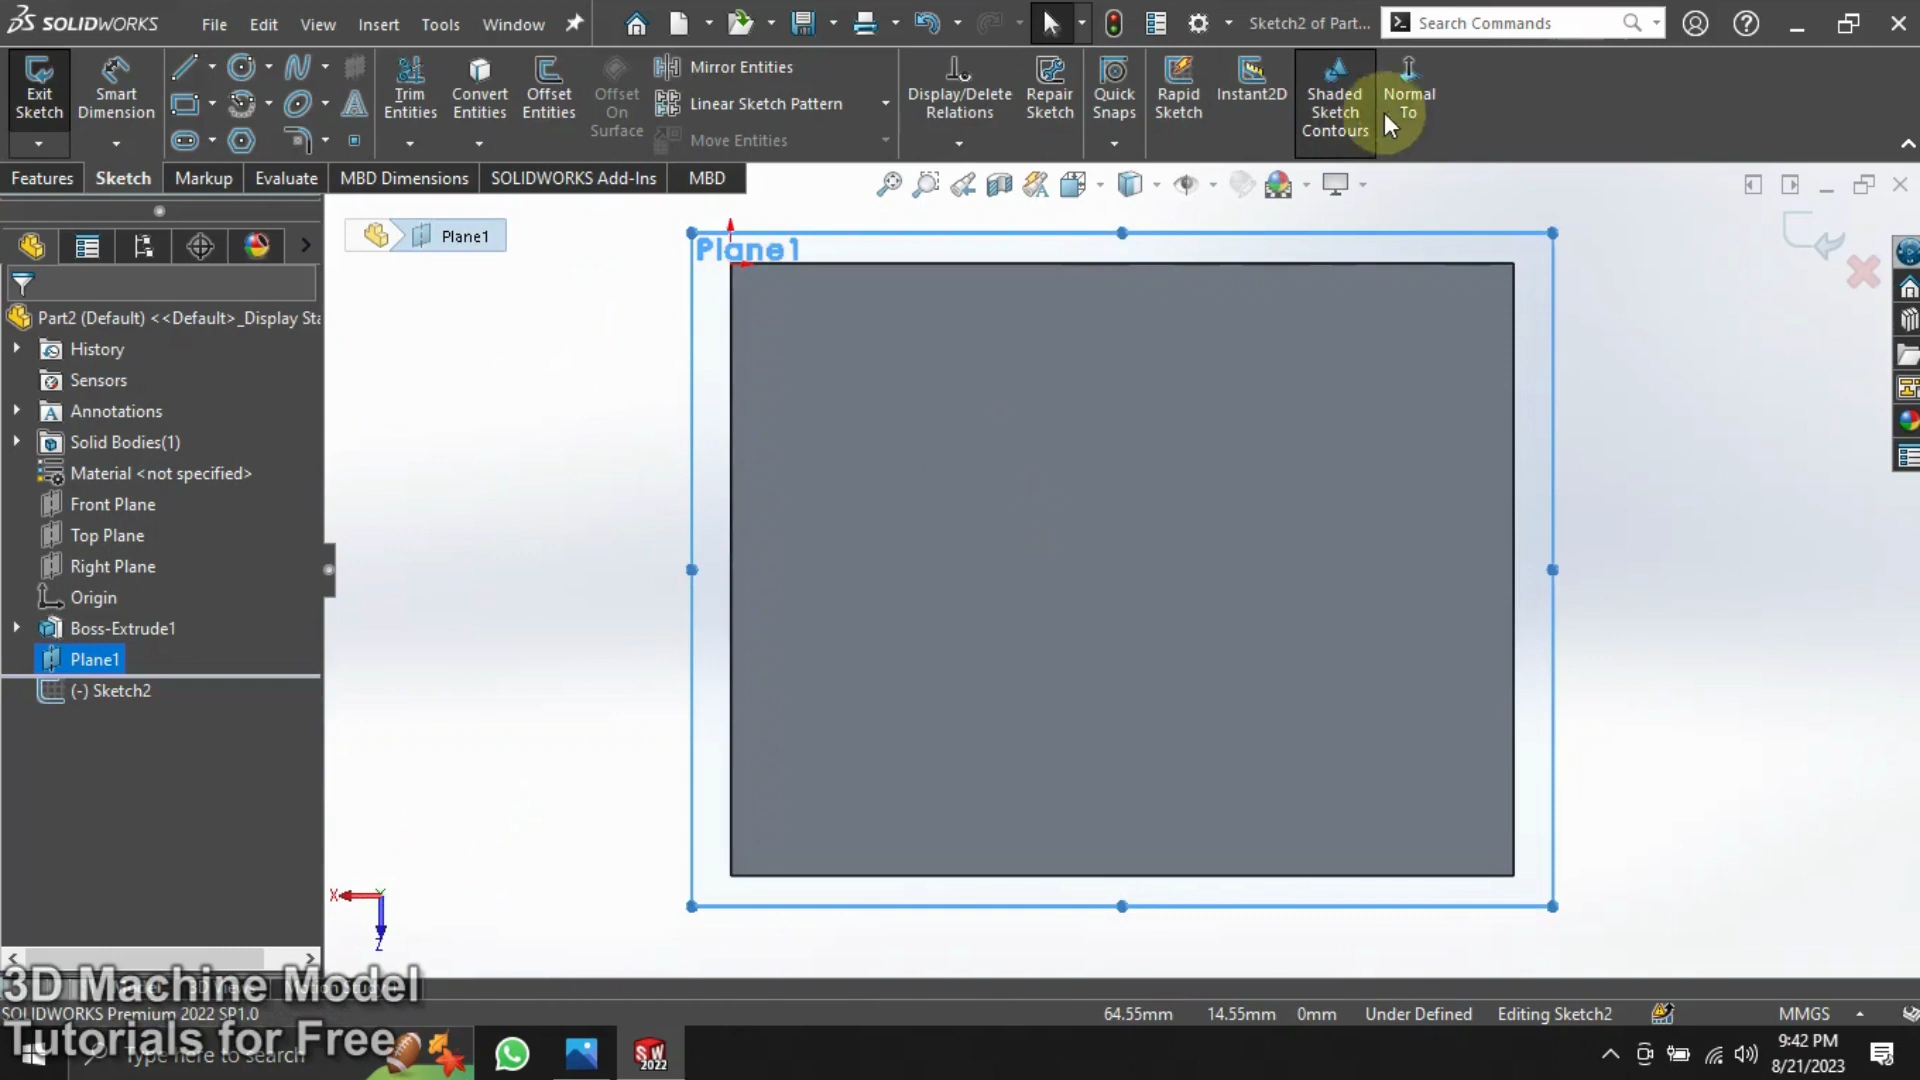 SOLIDWORKS File Edit View Insert Tools Window Sketch2 of Part... Search Commands
Exit Sketch
Smart Dimension
Trim Entities
Convert Entities
Offset Entities
Offset On Surface
Mirror Entities
Linear Sketch Pattern
Move Entities
Display/Delete Relations
Repair Sketch
Quick Snaps
Rapid Sketch
Instant2D
Shaded Sketch Contours
Normal To
Features Sketch Markup Evaluate MBD Dimensions SOLIDWORKS Add-Ins MBD
Plane1
Plane1
Part2 (Default) <<Default>_Display Sta
History
Sensors
Annotations
Solid Bodies(1)
Material <not specified>
Front Plane
Top Plane
Right Plane
Origin
Boss-Extrude1
Plane1
(-) Sketch2
X
Y
Z
3D Machine Model
Tutorials for Free
SOLIDWORKS Premium 2022 SP1.0
64.55mm 14.55mm 0mm Under Defined Editing Sketch2 MMGS
Type here to search
SW
2022
9:42 PM
8/21/2023